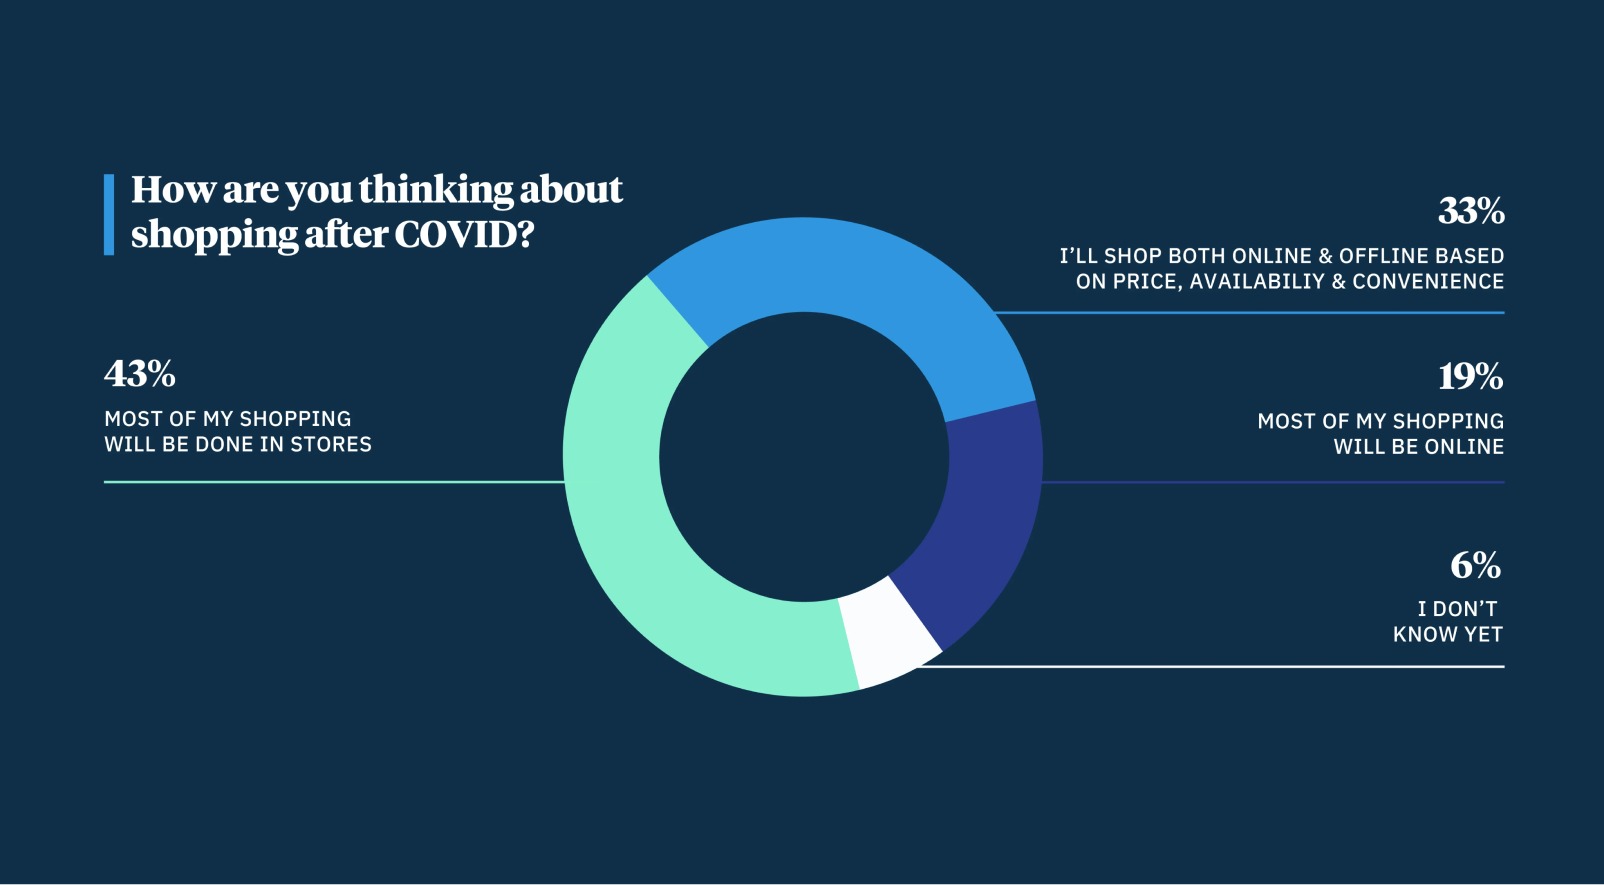 How are you thinking about
shopping after COVID?
43%
MOST OF MY SHOPPING
WILL BE DONE IN STORES
33%
I’LL SHOP BOTH ONLINE & OFFLINE BASED
ON PRICE, AVAILABILIY & CONVENIENCE
19%
MOST OF MY SHOPPING
WILL BE ONLINE
6%
I DON’T
KNOW YET